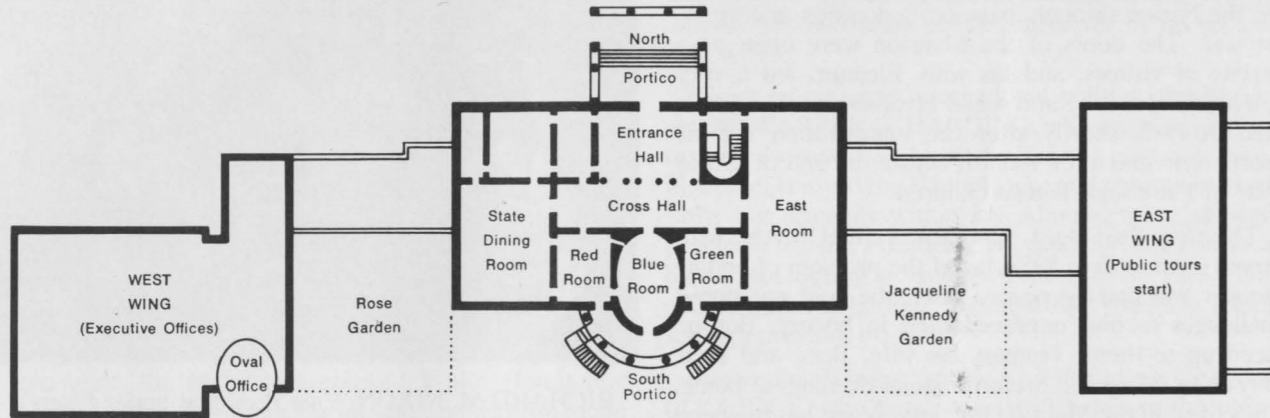 North
Portico
Entrance
Hall
Cross Hall
State
Dining
Room
Red
Room
Blue
Room
Green
Room
East
Room
South
Portico
WEST
WING
(Executive Offices)
Oval
Office
Rose
Garden
Jacqueline
Kennedy
Garden
EAST
WING
(Public tours
start)